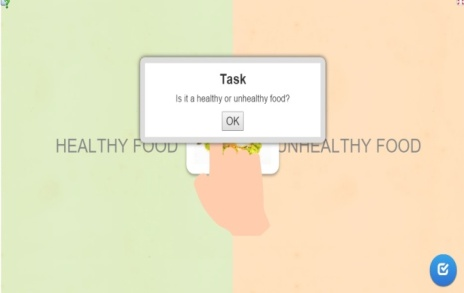 Task
Is it a healthy or unhealthy food?
OK
HEALTHY FOOD
UNHEALTHY FOOD